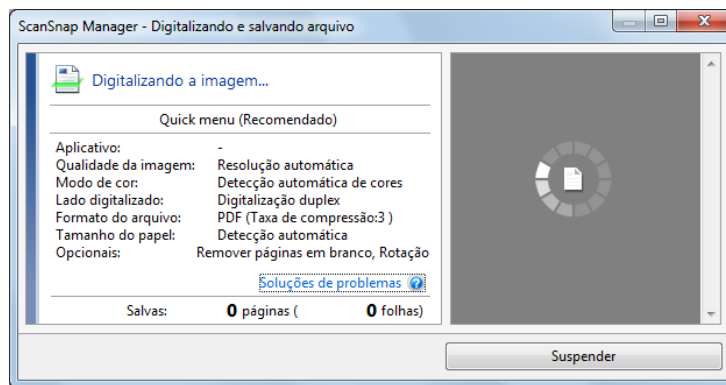 ScanSnap Manager - Digitalizando e salvando arquivo
Digitalizando a imagem...
Quick menu (Recomendado)
Aplicativo: -
Qualidade da imagem: Resolução automática
Modo de cor: Detecção automática de cores
Lado digitalizado: Digitalização duplex
Formato do arquivo: PDF (Taxa de compressão:3 )
Tamanho do papel: Detecção automática
Opcionais: Remover páginas em branco, Rotação
Soluções de problemas ?
Salvas: 0 páginas ( 0 folhas)
Suspender